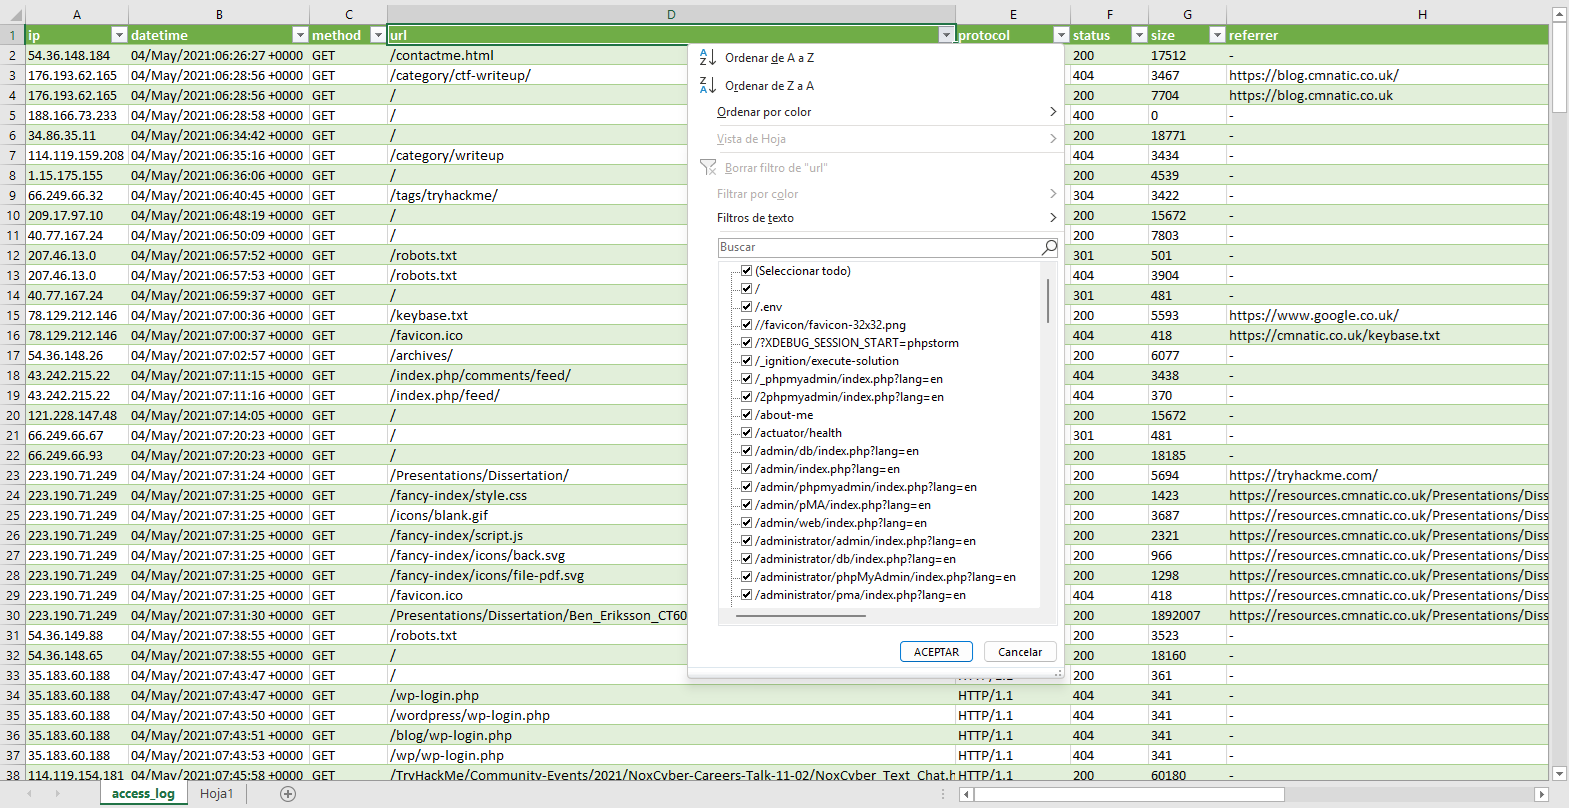 A B C D E F G H
1 ip datetime method url protocol status size referrer
2 54.36.148.184 04/May/2021:06:26:27 +0000 GET /contactme.html 200 17512 -
3 176.193.62.165 04/May/2021:06:28:56 +0000 GET /category/ctf-writeup/ 404 3467 https://blog.cmnatic.co.uk/
4 176.193.62.165 04/May/2021:06:28:56 +0000 GET / 200 7704 https://blog.cmnatic.co.uk
5 188.166.73.233 04/May/2021:06:28:58 +0000 GET / 400 0 -
6 34.86.35.11 04/May/2021:06:34:42 +0000 GET / 200 18771 -
7 114.119.159.208 04/May/2021:06:35:16 +0000 GET /category/writeup 404 3434 -
8 1.15.175.155 04/May/2021:06:36:06 +0000 GET / 200 4539 -
9 66.249.66.32 04/May/2021:06:40:45 +0000 GET /tags/tryhackme/ 304 3422 -
10 209.17.97.10 04/May/2021:06:48:19 +0000 GET / 200 15672 -
11 40.77.167.24 04/May/2021:06:50:09 +0000 GET / 200 7803 -
12 207.46.13.0 04/May/2021:06:57:52 +0000 GET /robots.txt 301 501 -
13 207.46.13.0 04/May/2021:06:57:53 +0000 GET /robots.txt 404 3904 -
14 40.77.167.24 04/May/2021:06:59:37 +0000 GET / 301 481 -
15 78.129.212.146 04/May/2021:07:00:36 +0000 GET /keybase.txt 200 5593 https://www.google.co.uk/
16 78.129.212.146 04/May/2021:07:00:37 +0000 GET /favicon.ico 404 418 https://cmnatic.co.uk/keybase.txt
17 54.36.148.26 04/May/2021:07:02:57 +0000 GET /archives/ 200 6077 -
18 43.242.215.22 04/May/2021:07:11:15 +0000 GET /index.php/comments/feed/ 404 3438 -
19 43.242.215.22 04/May/2021:07:11:16 +0000 GET /index.php/feed/ 404 370 -
20 121.228.147.48 04/May/2021:07:14:05 +0000 GET / 200 15672 -
21 66.249.66.67 04/May/2021:07:20:23 +0000 GET / 301 481 -
22 66.249.66.93 04/May/2021:07:20:23 +0000 GET / 200 18185 -
23 223.190.71.249 04/May/2021:07:31:24 +0000 GET /Presentations/Dissertation/ 200 5694 https://tryhackme.com/
24 223.190.71.249 04/May/2021:07:31:25 +0000 GET /fancy-index/style.css 200 1423 https://resources.cmnatic.co.uk/Presentations/Diss
25 223.190.71.249 04/May/2021:07:31:25 +0000 GET /icons/blank.gif 200 3687 https://resources.cmnatic.co.uk/Presentations/Diss
26 223.190.71.249 04/May/2021:07:31:25 +0000 GET /fancy-index/script.js 200 2321 https://resources.cmnatic.co.uk/Presentations/Diss
27 223.190.71.249 04/May/2021:07:31:25 +0000 GET /fancy-index/icons/back.svg 200 966 https://resources.cmnatic.co.uk/Presentations/Diss
28 223.190.71.249 04/May/2021:07:31:25 +0000 GET /fancy-index/icons/file-pdf.svg 200 1298 https://resources.cmnatic.co.uk/Presentations/Diss
29 223.190.71.249 04/May/2021:07:31:25 +0000 GET /favicon.ico 404 418 https://resources.cmnatic.co.uk/Presentations/Diss
30 223.190.71.249 04/May/2021:07:31:30 +0000 GET /Presentations/Dissertation/Ben_Eriksson_CT60 200 1892007 https://resources.cmnatic.co.uk/Presentations/Diss
31 54.36.149.88 04/May/2021:07:38:55 +0000 GET /robots.txt 200 3523 -
32 54.36.148.65 04/May/2021:07:38:55 +0000 GET / 200 18160 -
33 35.183.60.188 04/May/2021:07:43:47 +0000 GET / HTTP/1.1 200 361 -
34 35.183.60.188 04/May/2021:07:43:47 +0000 GET /wp-login.php HTTP/1.1 404 341 -
35 35.183.60.188 04/May/2021:07:43:50 +0000 GET /wordpress/wp-login.php HTTP/1.1 404 341 -
36 35.183.60.188 04/May/2021:07:43:51 +0000 GET /blog/wp-login.php HTTP/1.1 404 341 -
37 35.183.60.188 04/May/2021:07:43:53 +0000 GET /wp/wp-login.php HTTP/1.1 404 341 -
38 114.119.154.181 04/May/2021:07:45:58 +0000 GET /TryHackMe/Community-Events/2021/NoxCyber-Careers-Talk-11-02/NoxCyber_Text_Chat.h HTTP/1.1 200 60180 -
Ordenar de A a Z
Ordenar de Z a A
Ordenar por color
Vista de Hoja
Borrar filtro de "url"
Filtrar por color
Filtros de texto
Buscar
(Seleccionar todo)
/
/.env
//favicon/favicon-32x32.png
/?XDEBUG_SESSION_START=phpstorm
/_ignition/execute-solution
/_phpmyadmin/index.php?lang=en
/2phpmyadmin/index.php?lang=en
/about-me
/actuator/health
/admin/db/index.php?lang=en
/admin/index.php?lang=en
/admin/phpmyadmin/index.php?lang=en
/admin/pMA/index.php?lang=en
/admin/web/index.php?lang=en
/administrator/admin/index.php?lang=en
/administrator/db/index.php?lang=en
/administrator/phpMyAdmin/index.php?lang=en
/administrator/pma/index.php?lang=en
ACEPTAR Cancelar
access_log Hoja1